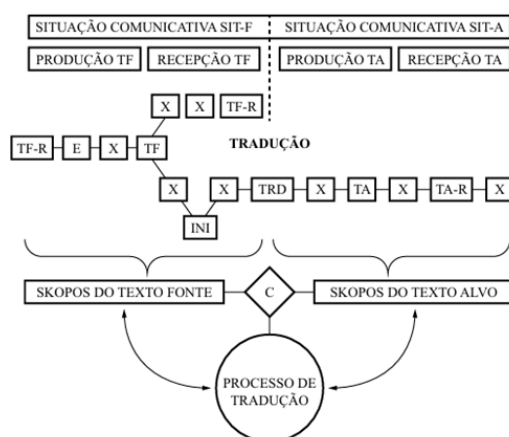 SITUAÇÃO COMUNICATIVA SIT-F SITUAÇÃO COMUNICATIVA SIT-A
PRODUÇÃO TF RECEPÇÃO TF PRODUÇÃO TA RECEPÇÃO TA
X X TF-R
TRADUÇÃO
TF-R E X TF
X X TRD X TA X TA-R X
INI
SKOPOS DO TEXTO FONTE C SKOPOS DO TEXTO ALVO
PROCESSO DE
TRADUÇÃO